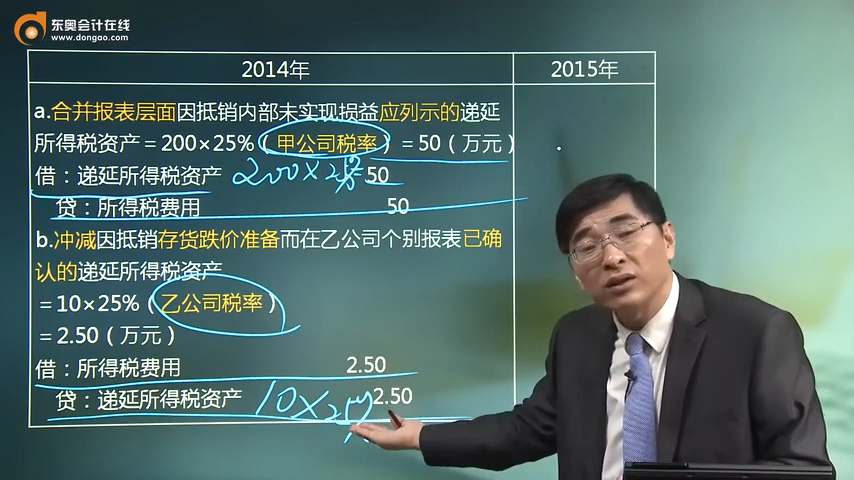 东奥会计在线
www.dongao.com
2014年
2015年
a.合并报表层面因抵销内部未实现损益应列示的递延
所得税资产＝200×25%（甲公司税率）＝50（万元）
借：递延所得税资产 200×25% 50
贷：所得税费用 50
b.冲减因抵销存货跌价准备而在乙公司个别报表已确
认的递延所得税资产
＝10×25%（乙公司税率）
＝2.50（万元）
借：所得税费用 2.50
贷：递延所得税资产 10×25% 2.50